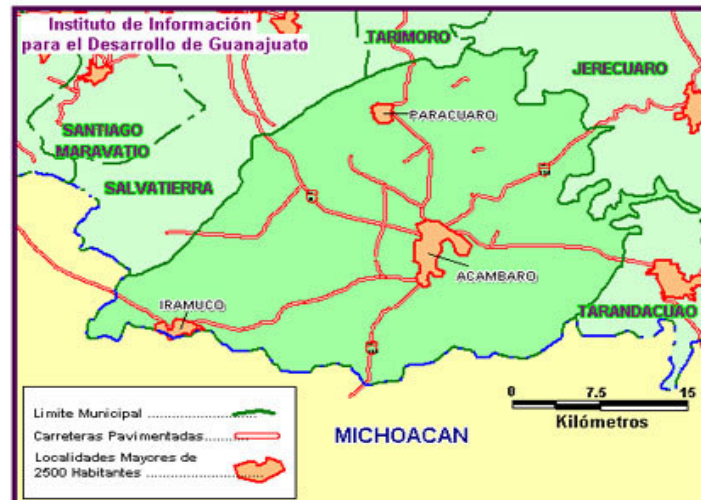 Instituto de Información
para el Desarrollo de Guanajuato
TARIMORO
JERECUARO
PARACUARO
SANTIAGO
MARAVATIO
SALVATIERRA
ACAMBARO
IRAMUCO
TARANDACUAO
Limite Municipal ..................
Carreteras Pavimentadas.........
Localidades Mayores de
2500 Habitantes ....................
MICHOACAN
0 7.5 15
Kilómetros